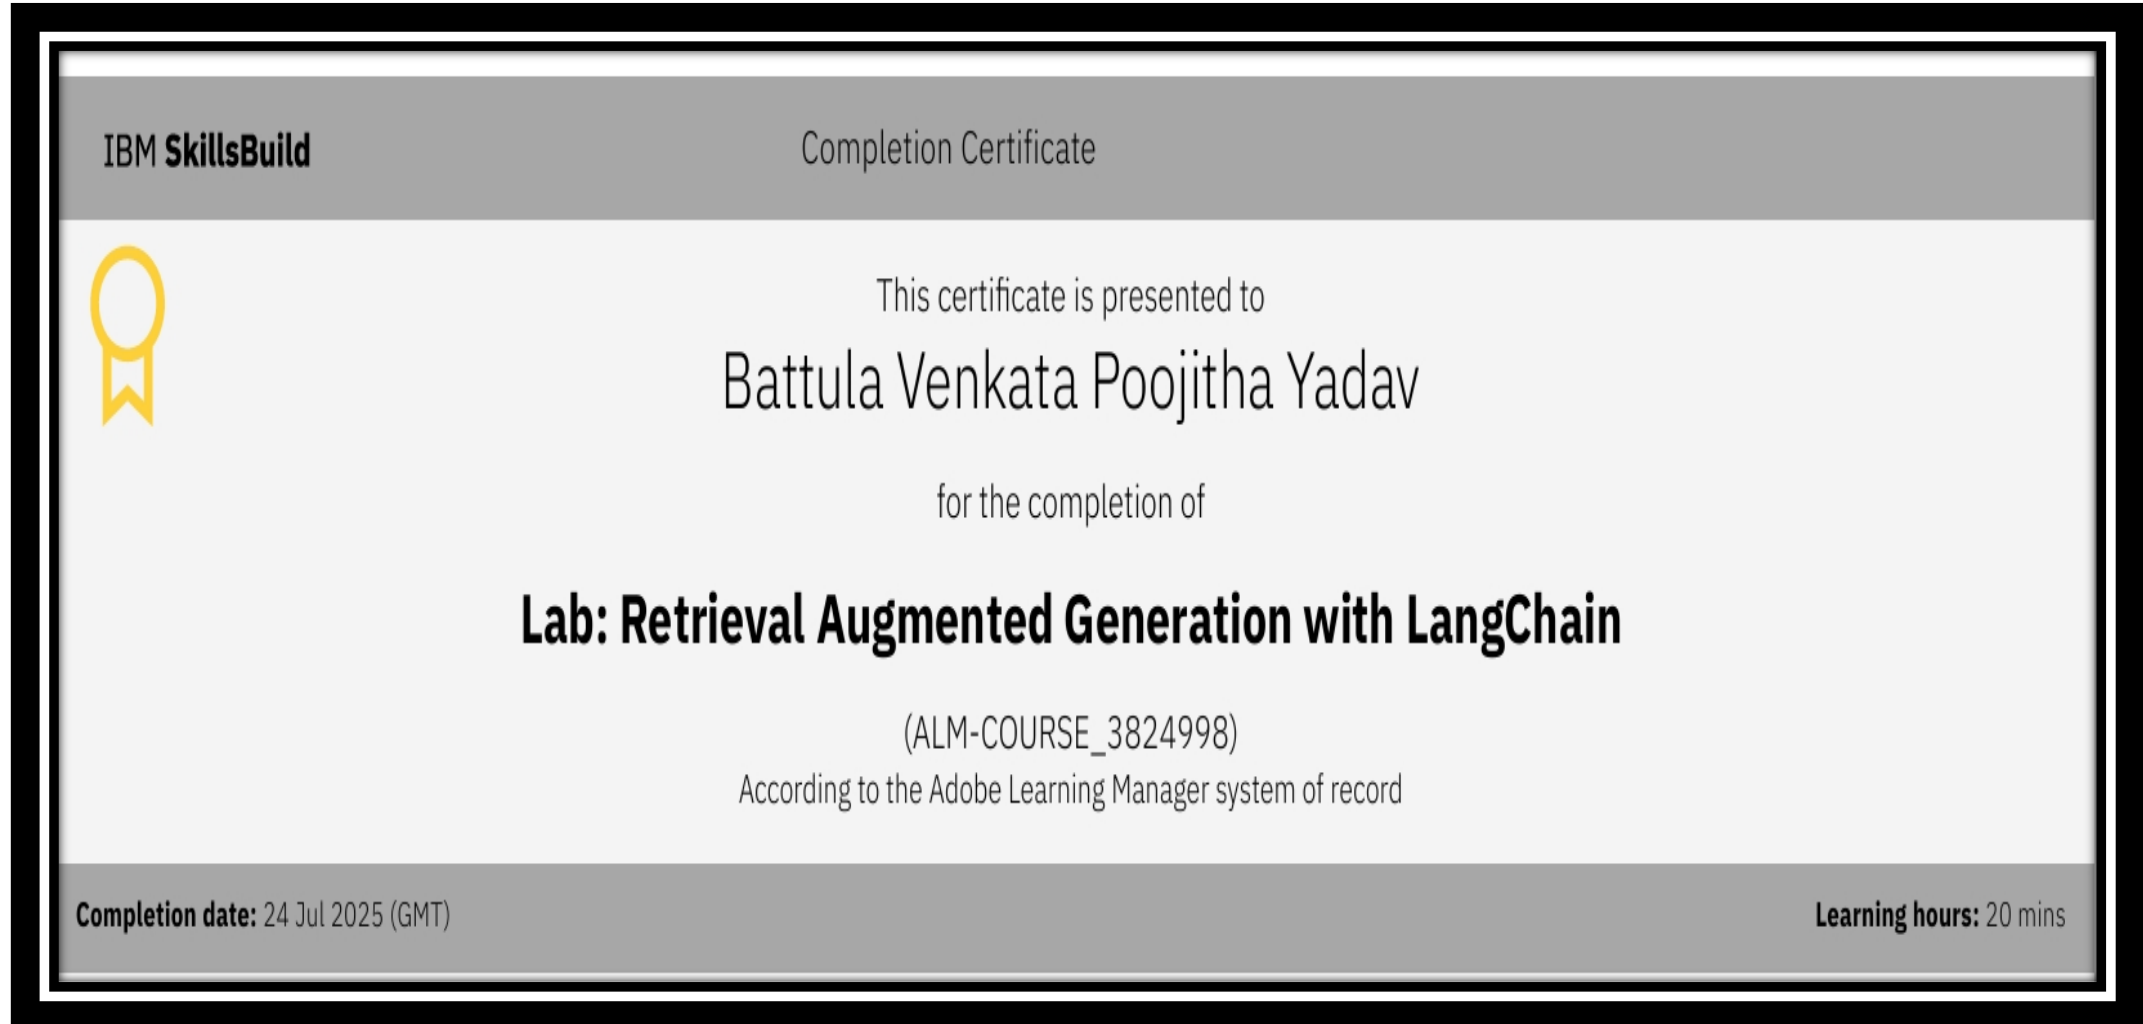 IBM SkillsBuild
Completion Certificate
This certificate is presented to
Battula Venkata Poojitha Yadav
for the completion of
Lab: Retrieval Augmented Generation with LangChain
(ALM-COURSE_3824998)
According to the Adobe Learning Manager system of record
Completion date: 24 Jul 2025 (GMT)
Learning hours: 20 mins